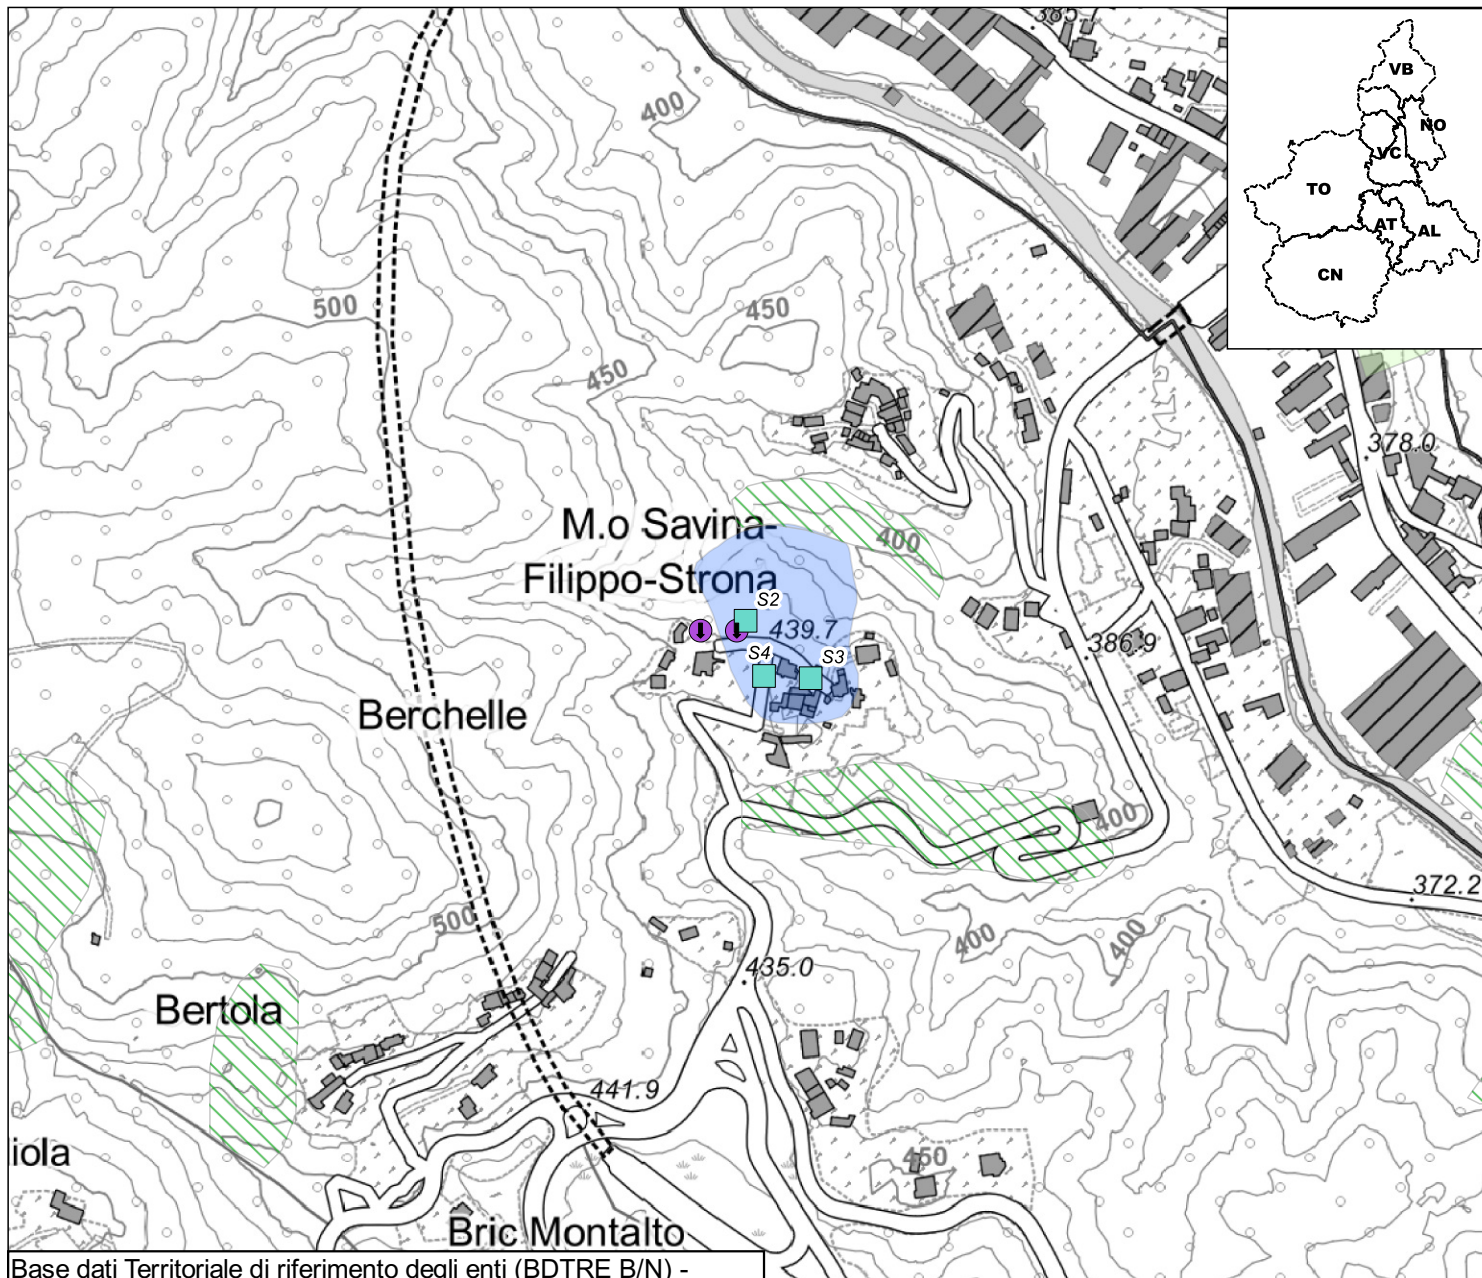 385.
VB
NO
VC
TO
AT
AL
CN
400
500
450
450
378.0
M.o Savina-
400
Filippo-Strona
S2
439.7
S4
S3
386.9
Berchelle
400
372.2
500
400
400
435.0
Bertola
441.9
liola
450
Bric Montalto
Base dati Territoriale di riferimento degli enti (BDTRE B/N) -